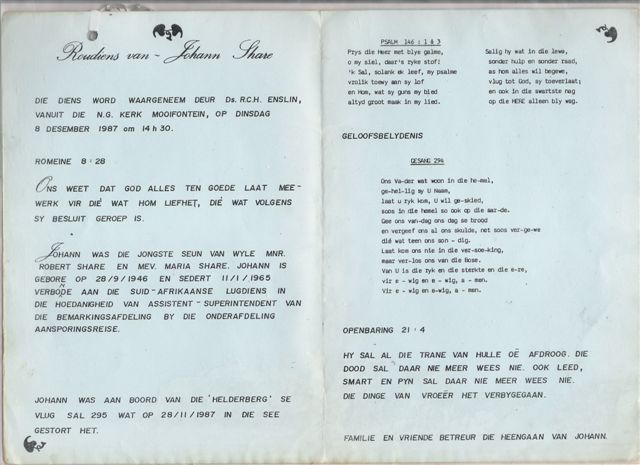 Roudiens van - Johann Share
DIE DIENS WORD WAARGENEEM DEUR Ds. R.C.H. ENSLIN,
VANUIT DIE N.G. KERK MOOIFONTEIN, OP DINSDAG
8 DESEMBER 1987 om 14h30.
ROMEINE 8:28
ONS WEET DAT GOD ALLES TEN GOEDE LAAT MEE-
WERK VIR DIÉ WAT HOM LIEFHET, DIÉ WAT VOLGENS
SY BESLUIT GEROEP IS.
JOHANN WAS DIE JONGSTE SEUN VAN WYLE MNR.
ROBERT SHARE EN MEV. MARIA SHARE. JOHANN IS
GEBORE OP 28/9/1946 EN SEDERT 11/1/1965
VERBONDE AAN DIE SUID-AFRIKAANSE LUGDIENS IN
DIE HOEDANIGHEID VAN ASSISTENT-SUPERINTENDENT VAN
DIE BEMARKINGSAFDELING BY DIE ONDERAFDELING
AANSPORINGSREISE.
JOHANN WAS AAN BOORD VAN DIE 'HELDERBERG' SE
VLUG SAL 295 WAT OP 28/11/1987 IN DIE SEE
GESTORT HET.
PSALM 146 : 1 & 3
Prys die Heer met blye galme,
o my siel, daar's ryke stof!
'k Sal, solank ek leef, my psalme
vrolik toewy aan sy lof
en Hom, wat sy guns my bied
altyd groot maak in my lied.
Salig hy wat in die lewe,
sonder hulp en sonder raad,
as hom alles wil begewe,
vlug tot God, sy toeverlaat;
en ook in die swartste nag
op die HERE alleen bly wag.
GELOOFSBELYDENIS
GESANG 294
Ons Va-der wat woon in die he-mel,
ge-hei-lig sy U Naam,
laat u ryk kom, U wil ge-skied,
soos in die hemel so ook op die aar-de.
Gee ons van-dag ons dag se brood
en vergeef ons al ons skulde, net soos ver-ge-we
dié wat teen ons son - dig.
Laat kom ons nie in die ver-soe-king,
maar ver-los ons van die Bose.
Van U is die ryk en die sterkte en die e-re,
vir e - wig en e - wig, a - men.
Vir e - wig en e-wig, a - men.
OPENBARING 21:4
HY SAL AL DIE TRANE VAN HULLE OË AFDROOG. DIE
DOOD SAL DAAR NIE MEER WEES NIE. OOK LEED,
SMART EN PYN SAL DAAR NIE MEER WEES NIE.
DIE DINGE VAN VROEËR HET VERBYGEGAAN.
FAMILIE EN VRIENDE BETREUR DIE HEENGAAN VAN JOHANN.